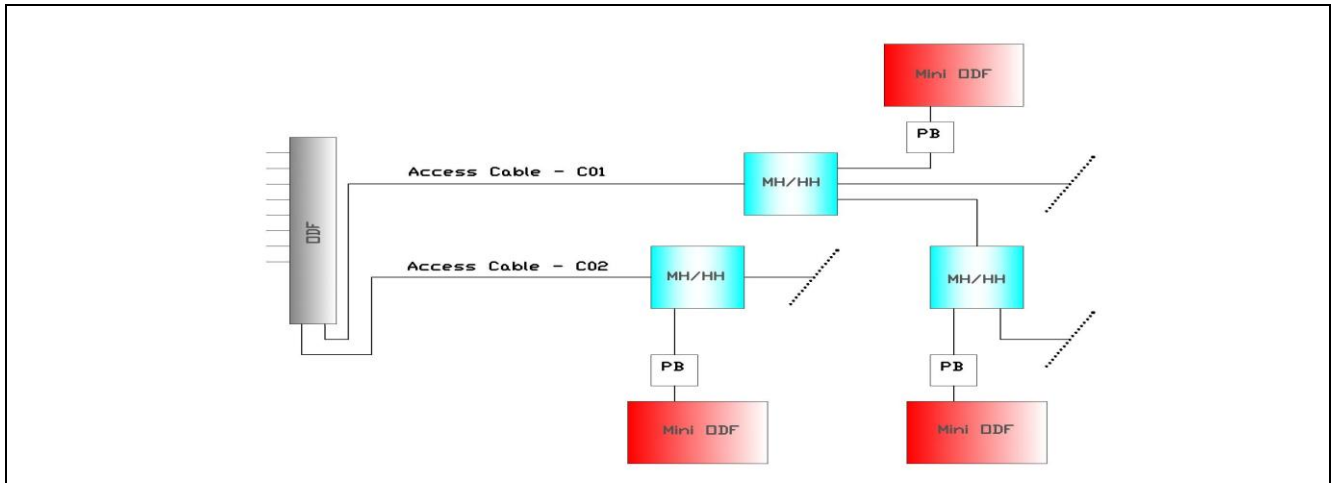 Mini ODF
PB
Access Cable - C01
MH/HH
ODF
Access Cable - C02
MH/HH
MH/HH
PB
PB
Mini ODF
Mini ODF